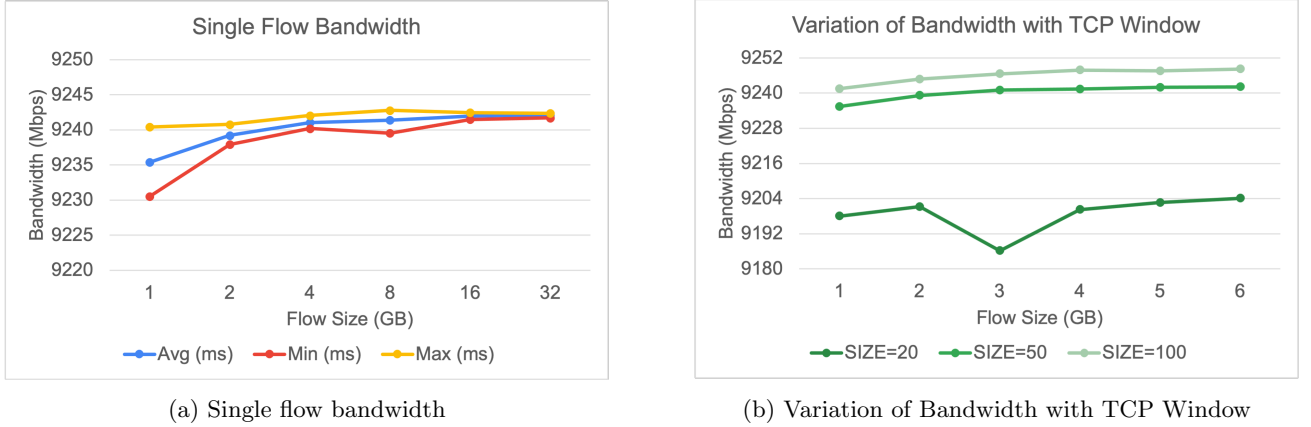 Single Flow Bandwidth
Bandwidth (Mbps)
9250
9245
9240
9235
9230
9225
9220
1 2 4 8 16 32
Flow Size (GB)
Avg (ms) Min (ms) Max (ms)
(a) Single flow bandwidth
Variation of Bandwidth with TCP Window
Bandwidth (Mbps)
9252
9240
9228
9216
9204
9192
9180
1 2 3 4 5 6
Flow Size (GB)
SIZE=20 SIZE=50 SIZE=100
(b) Variation of Bandwidth with TCP Window